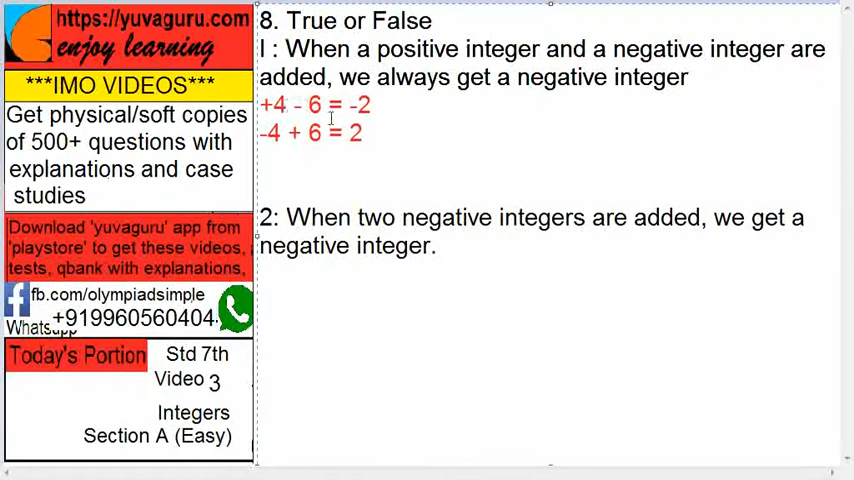 https://yuvaguru.com
enjoy learning
***IMO VIDEOS***
Get physical/soft copies
of 500+ questions with
explanations and case
studies
Download 'yuvaguru' app from
'playstore' to get these videos,
tests, qbank with explanations,
fb.com/olympiadsimple
Whatsapp +919960560404
Today's Portion Std 7th
Video 3
Integers
Section A (Easy)
8. True or False
I : When a positive integer and a negative integer are
added, we always get a negative integer
+4 - 6 = -2
-4 + 6 = 2
2: When two negative integers are added, we get a
negative integer.